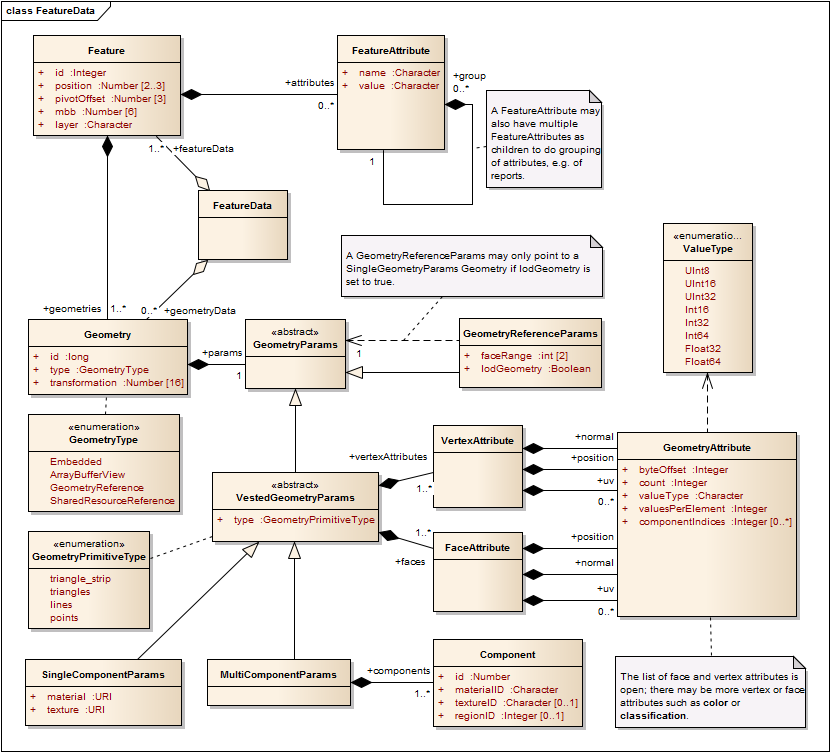 class FeatureData
Feature
+ id :Integer
+ position :Number [2..3]
+ pivotOffset :Number [3]
+ mbb :Number [6]
+ layer :Character
+attributes
0..*
FeatureAttribute
+ name :Character
+ value :Character
+group
0..*
1
A FeatureAttribute may
also have multiple
FeatureAttributes as
children to do grouping
of attributes, e.g. of
reports.
1..*
+featureData
FeatureData
0..*
+geometryData
+geometries
1..*
A GeometryReferenceParams may only point to a
SingleGeometryParams Geometry if lodGeometry is
set to true.
«enumeratio...
ValueType
UInt8
UInt16
UInt32
Int16
Int32
Int64
Float32
Float64
Geometry
+ id :long
+ type :GeometryType
+ transformation :Number [16]
+params
1
«abstract»
GeometryParams
1
GeometryReferenceParams
+ faceRange :int [2]
+ lodGeometry :Boolean
«enumeration»
GeometryType
Embedded
ArrayBufferView
GeometryReference
SharedResourceReference
«abstract»
VestedGeometryParams
+ type :GeometryPrimitiveType
+vertexAttributes
1..*
VertexAttribute
+normal
+position
+uv
0..*
GeometryAttribute
+ byteOffset :Integer
+ count :Integer
+ valueType :Character
+ valuesPerElement :Integer
+ componentIndices :Integer [0..*]
1..*
+faces
FaceAttribute
+position
+normal
+uv
0..*
«enumeration»
GeometryPrimitiveType
triangle_strip
triangles
lines
points
SingleComponentParams
+ material :URI
+ texture :URI
MultiComponentParams
+components
1..*
Component
+ id :Number
+ materialID :Character
+ textureID :Character [0..1]
+ regionID :Integer [0..1]
The list of face and vertex attributes is
open; there may be more vertex or face
attributes such as color or
classification.